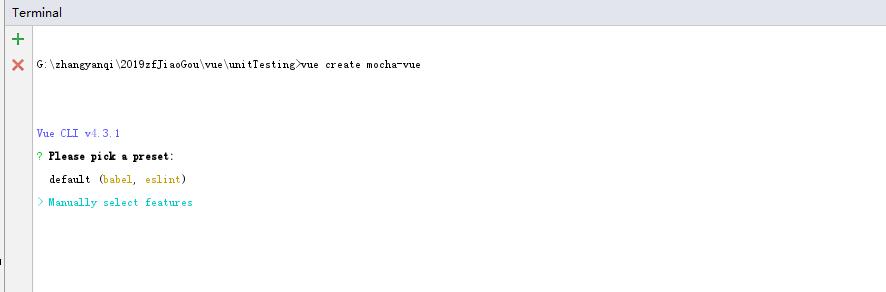 Terminal
G:\zhangyanqi\2019zfJiaoGou\vue\unitTesting>vue create mocha-vue
Vue CLI v4.3.1
? Please pick a preset:
default (babel, eslint)
> Manually select features